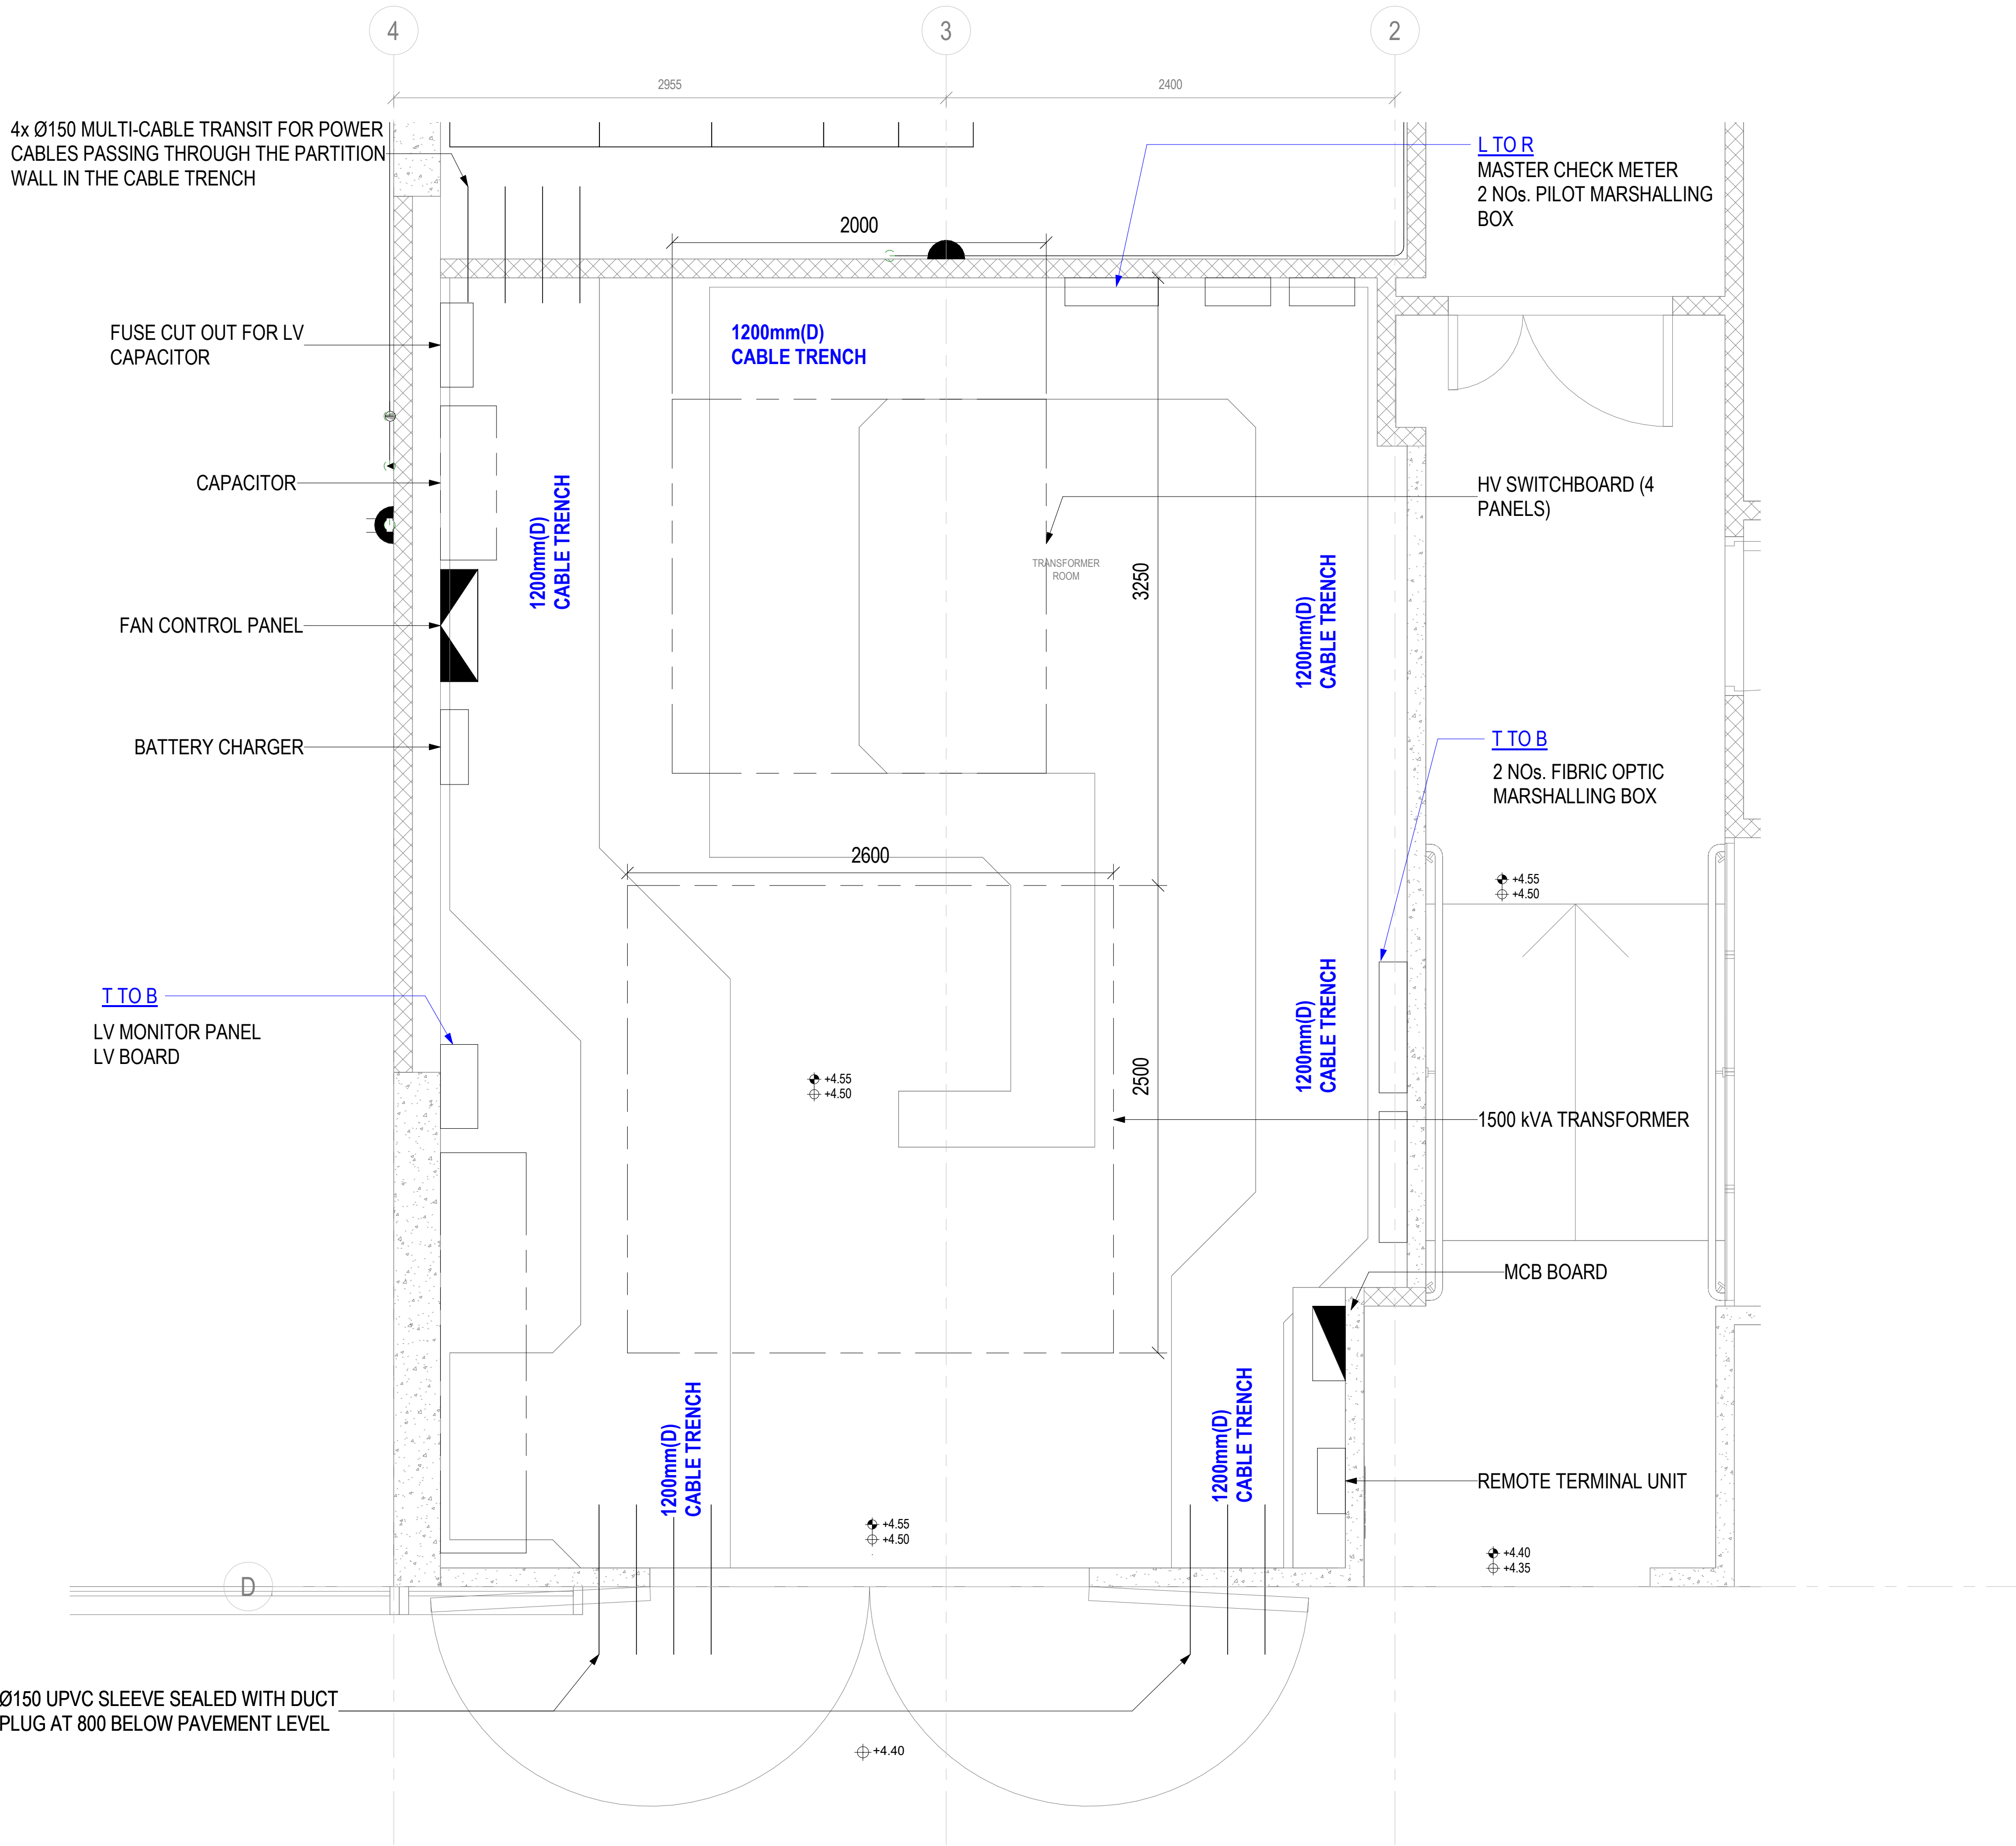 4
3
2
2955
2400
4x Ø150 MULTI-CABLE TRANSIT FOR POWER
CABLES PASSING THROUGH THE PARTITION
WALL IN THE CABLE TRENCH
L TO R
MASTER CHECK METER
2 NOs. PILOT MARSHALLING
BOX
2000
FUSE CUT OUT FOR LV
CAPACITOR
1200mm(D)
CABLE TRENCH
CAPACITOR
1200mm(D)
CABLE TRENCH
HV SWITCHBOARD (4
PANELS)
TRANSFORMER
ROOM
3250
1200mm(D)
CABLE TRENCH
FAN CONTROL PANEL
BATTERY CHARGER
T TO B
2 NOs. FIBRIC OPTIC
MARSHALLING BOX
2600
+4.55
+4.50
T TO B
LV MONITOR PANEL
LV BOARD
1200mm(D)
CABLE TRENCH
+4.55
+4.50
2500
1500 kVA TRANSFORMER
MCB BOARD
1200mm(D)
CABLE TRENCH
1200mm(D)
CABLE TRENCH
REMOTE TERMINAL UNIT
+4.55
+4.50
+4.40
+4.35
D
Ø150 UPVC SLEEVE SEALED WITH DUCT
PLUG AT 800 BELOW PAVEMENT LEVEL
+4.40